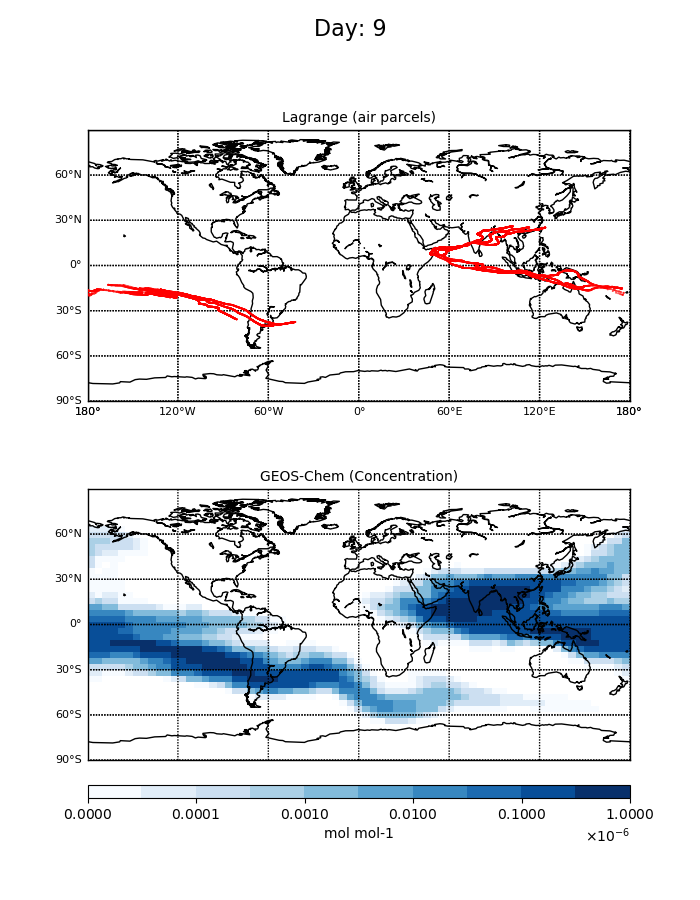 Day: 9
Lagrange (air parcels)
60°N
30°N
0°
30°S
60°S
90°S
180° 120°W 60°W 0° 60°E 120°E 180°
GEOS-Chem (Concentration)
60°N
30°N
0°
30°S
60°S
90°S
0.0000 0.0001 0.0010 0.0100 0.1000 1.0000
mol mol-1 ×10⁻⁶